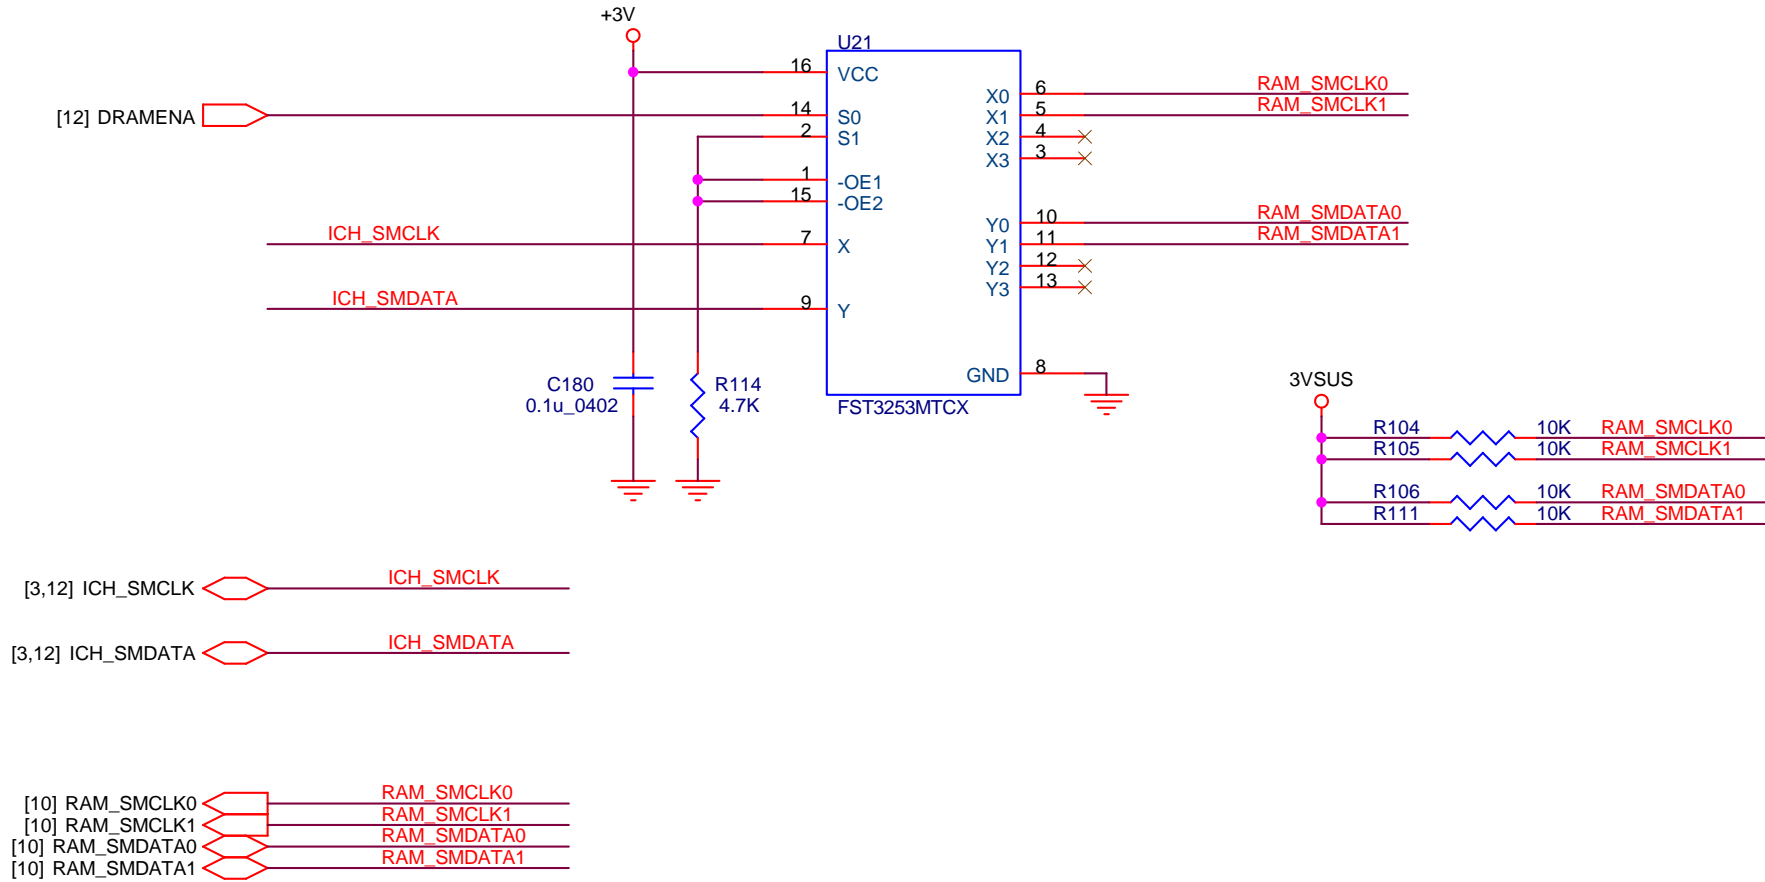 +3V
U21
16 VCC
[12] DRAMENA
14 S0
2 S1
1 -OE1
15 -OE2
ICH_SMCLK 7 X
ICH_SMDATA 9 Y
X0 6 RAM_SMCLK0
X1 5 RAM_SMCLK1
X2 4
X3 3
Y0 10 RAM_SMDATA0
Y1 11 RAM_SMDATA1
Y2 12
Y3 13
GND 8
FST3253MTCX
C180
0.1u_0402
R114
4.7K
3VSUS
R104 10K RAM_SMCLK0
R105 10K RAM_SMCLK1
R106 10K RAM_SMDATA0
R111 10K RAM_SMDATA1
[3,12] ICH_SMCLK ICH_SMCLK
[3,12] ICH_SMDATA ICH_SMDATA
[10] RAM_SMCLK0 RAM_SMCLK0
[10] RAM_SMCLK1 RAM_SMCLK1
[10] RAM_SMDATA0 RAM_SMDATA0
[10] RAM_SMDATA1 RAM_SMDATA1